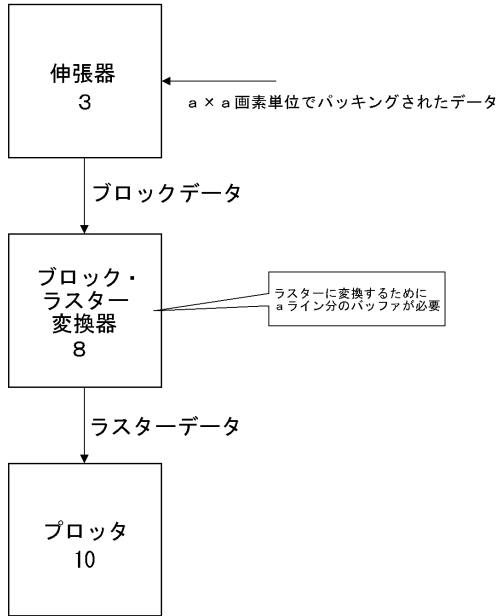 伸張器
3
a×a画素単位でパッキングされたデータ
ブロックデータ
ブロック・
ラスター
変換器
8
ラスターに変換するために
aライン分のバッファが必要
ラスターデータ
プロッタ
10